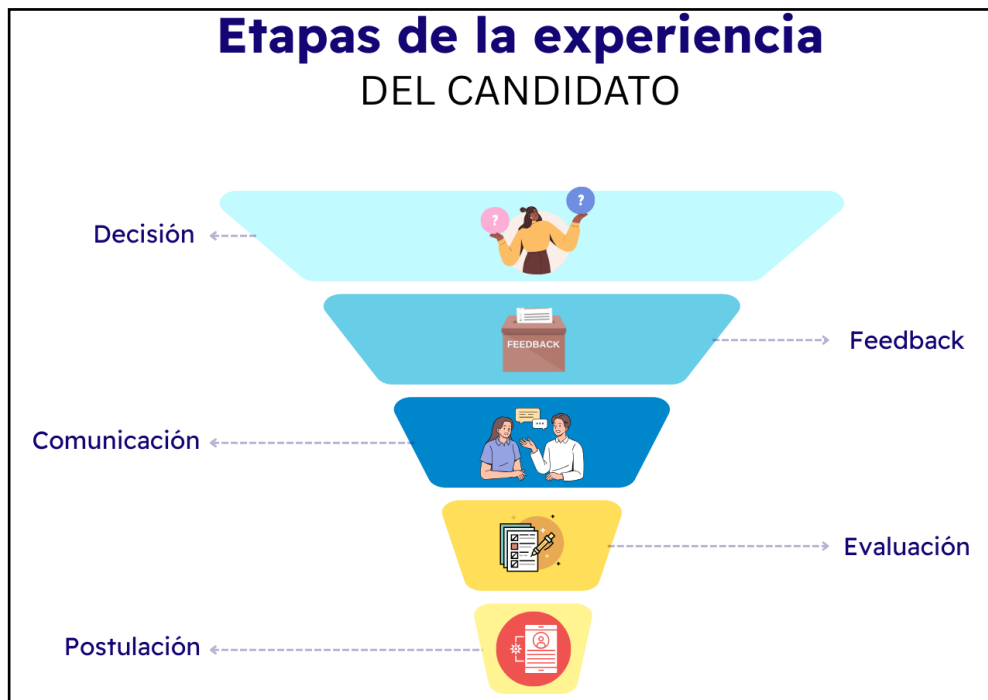 Etapas de la experiencia
DEL CANDIDATO
? ?
Decisión
FEEDBACK
Feedback
Comunicación
Evaluación
Postulación